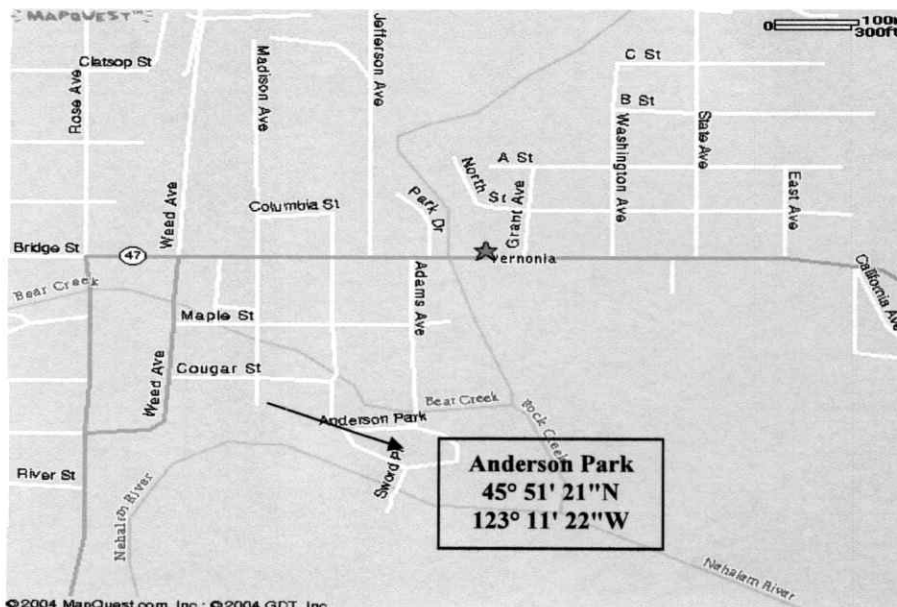 MAPQUEST
100m
0
300ft
Clatsop St
Rose Ave
Weed Ave
Madison Ave
Jefferson Ave
C St
B St
A St
Washington Ave
State Ave
East Ave
North St
Grant Ave
Park Dr
Columbia St
Bridge St
47
Vernonia
California Ave
Bear Creek
Adams Ave
Maple St
Cougar St
Weed Ave
Bear Creek
Rock Creek
Anderson Park
Sword Pl
River St
Nehalem River
Anderson Park
45° 51' 21"N
123° 11' 22"W
Nehalem River
©2004 MapQuest.com, Inc.; ©2004 GDT, Inc.